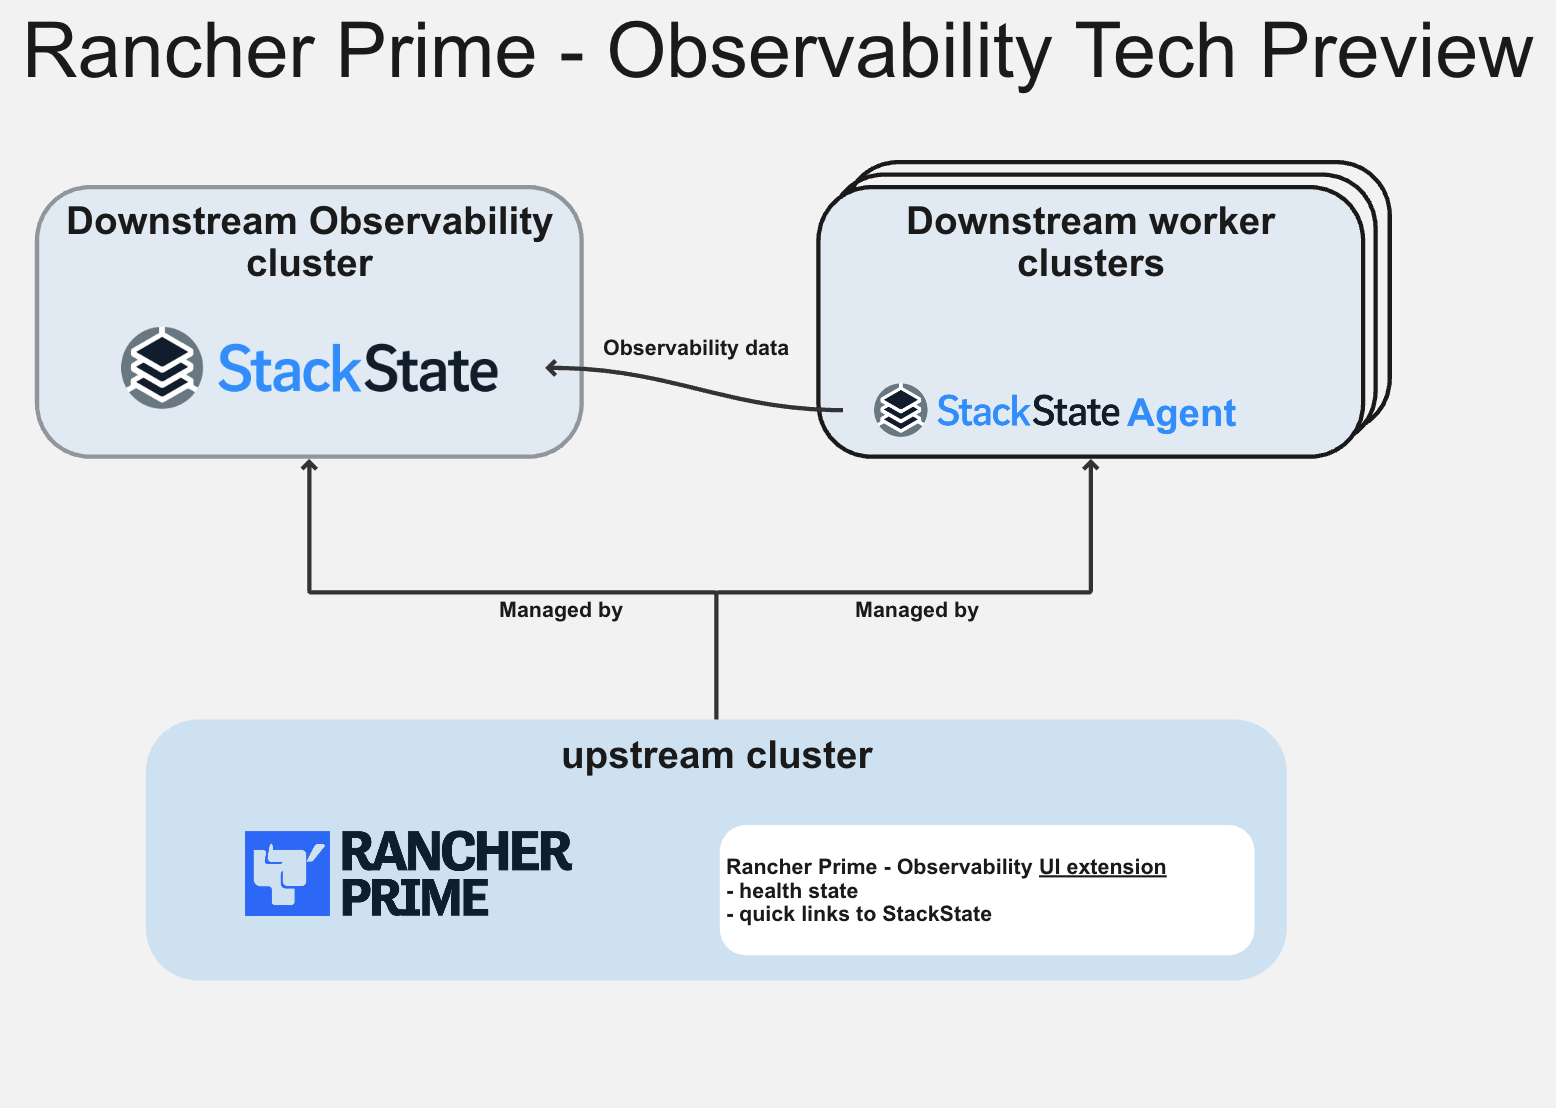 Rancher Prime - Observability Tech Preview
Downstream Observability
cluster
StackState
Downstream worker
clusters
Observability data
StackState Agent
Managed by
Managed by
upstream cluster
RANCHER
PRIME
Rancher Prime - Observability UI extension
- health state
- quick links to StackState